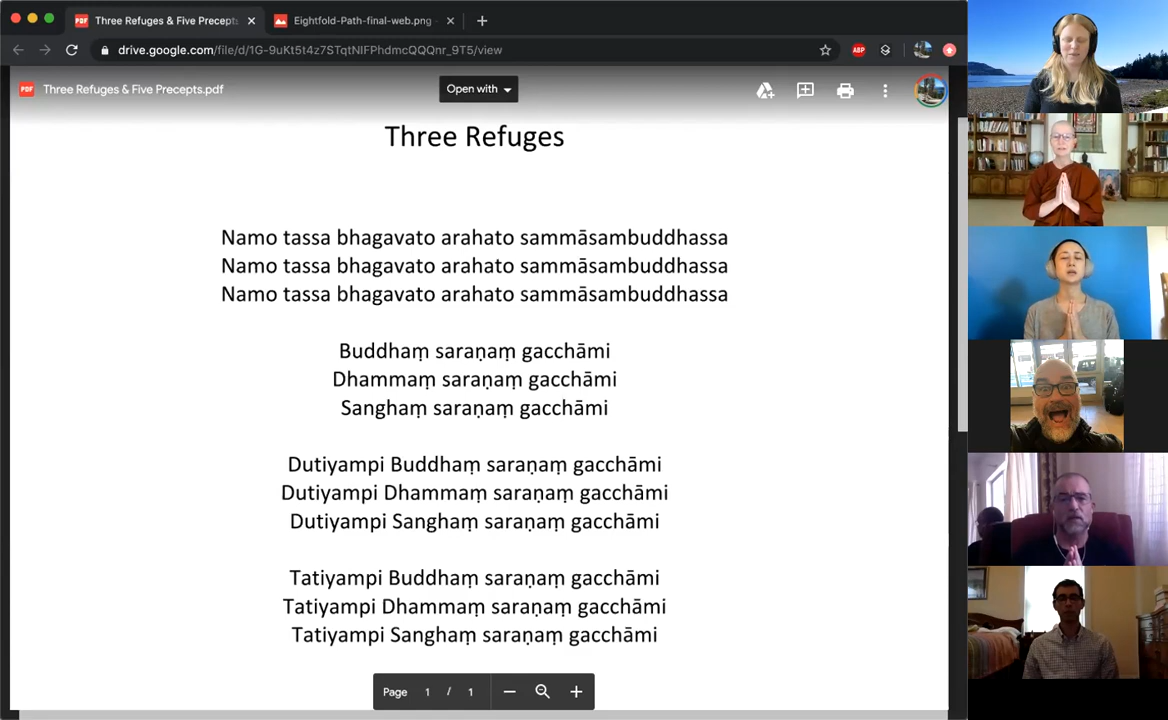 PDF Three Refuges & Five Precepts
Eightfold-Path-final-web.png -
drive.google.com/file/d/1G-9uKt5t4z7STqtNIFPhdmcQQQnr_9T5/view
ABP
PDF Three Refuges & Five Precepts.pdf
Open with
Three Refuges
Namo tassa bhagavato arahato sammāsambuddhassa
Namo tassa bhagavato arahato sammāsambuddhassa
Namo tassa bhagavato arahato sammāsambuddhassa
Buddhaṃ saraṇaṃ gacchāmi
Dhammaṃ saraṇaṃ gacchāmi
Sanghaṃ saraṇaṃ gacchāmi
Dutiyampi Buddhaṃ saraṇaṃ gacchāmi
Dutiyampi Dhammaṃ saraṇaṃ gacchāmi
Dutiyampi Sanghaṃ saraṇaṃ gacchāmi
Tatiyampi Buddhaṃ saraṇaṃ gacchāmi
Tatiyampi Dhammaṃ saraṇaṃ gacchāmi
Tatiyampi Sanghaṃ saraṇaṃ gacchāmi
Page 1 / 1